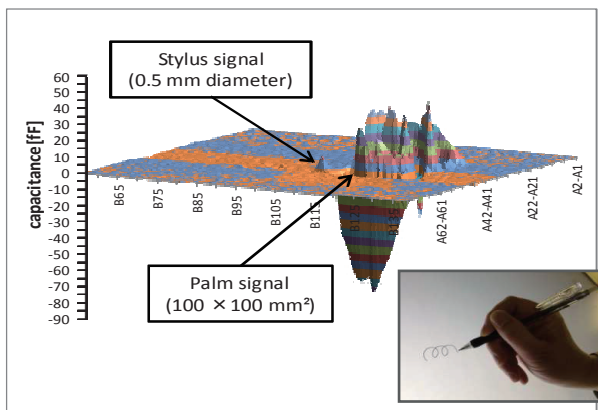 Stylus signal
(0.5 mm diameter)
capacitance [fF]
60
50
40
30
20
10
0
-10
-20
-30
-40
-50
-60
-70
-80
-90
B65
B75
B85
B95
B105
B115
B125
B135
A62-A61
A42-A41
A22-A21
A2-A1
Palm signal
(100 × 100 mm²)